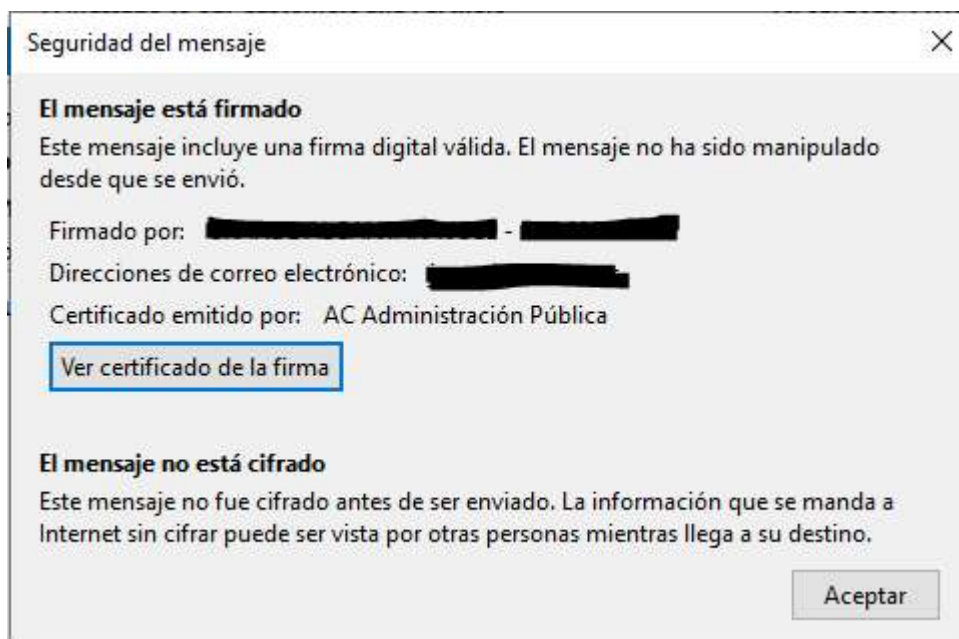 Seguridad del mensaje
El mensaje está firmado
Este mensaje incluye una firma digital válida. El mensaje no ha sido manipulado
desde que se envió.
Firmado por: -
Direcciones de correo electrónico:
Certificado emitido por: AC Administración Pública
Ver certificado de la firma
El mensaje no está cifrado
Este mensaje no fue cifrado antes de ser enviado. La información que se manda a
Internet sin cifrar puede ser vista por otras personas mientras llega a su destino.
Aceptar